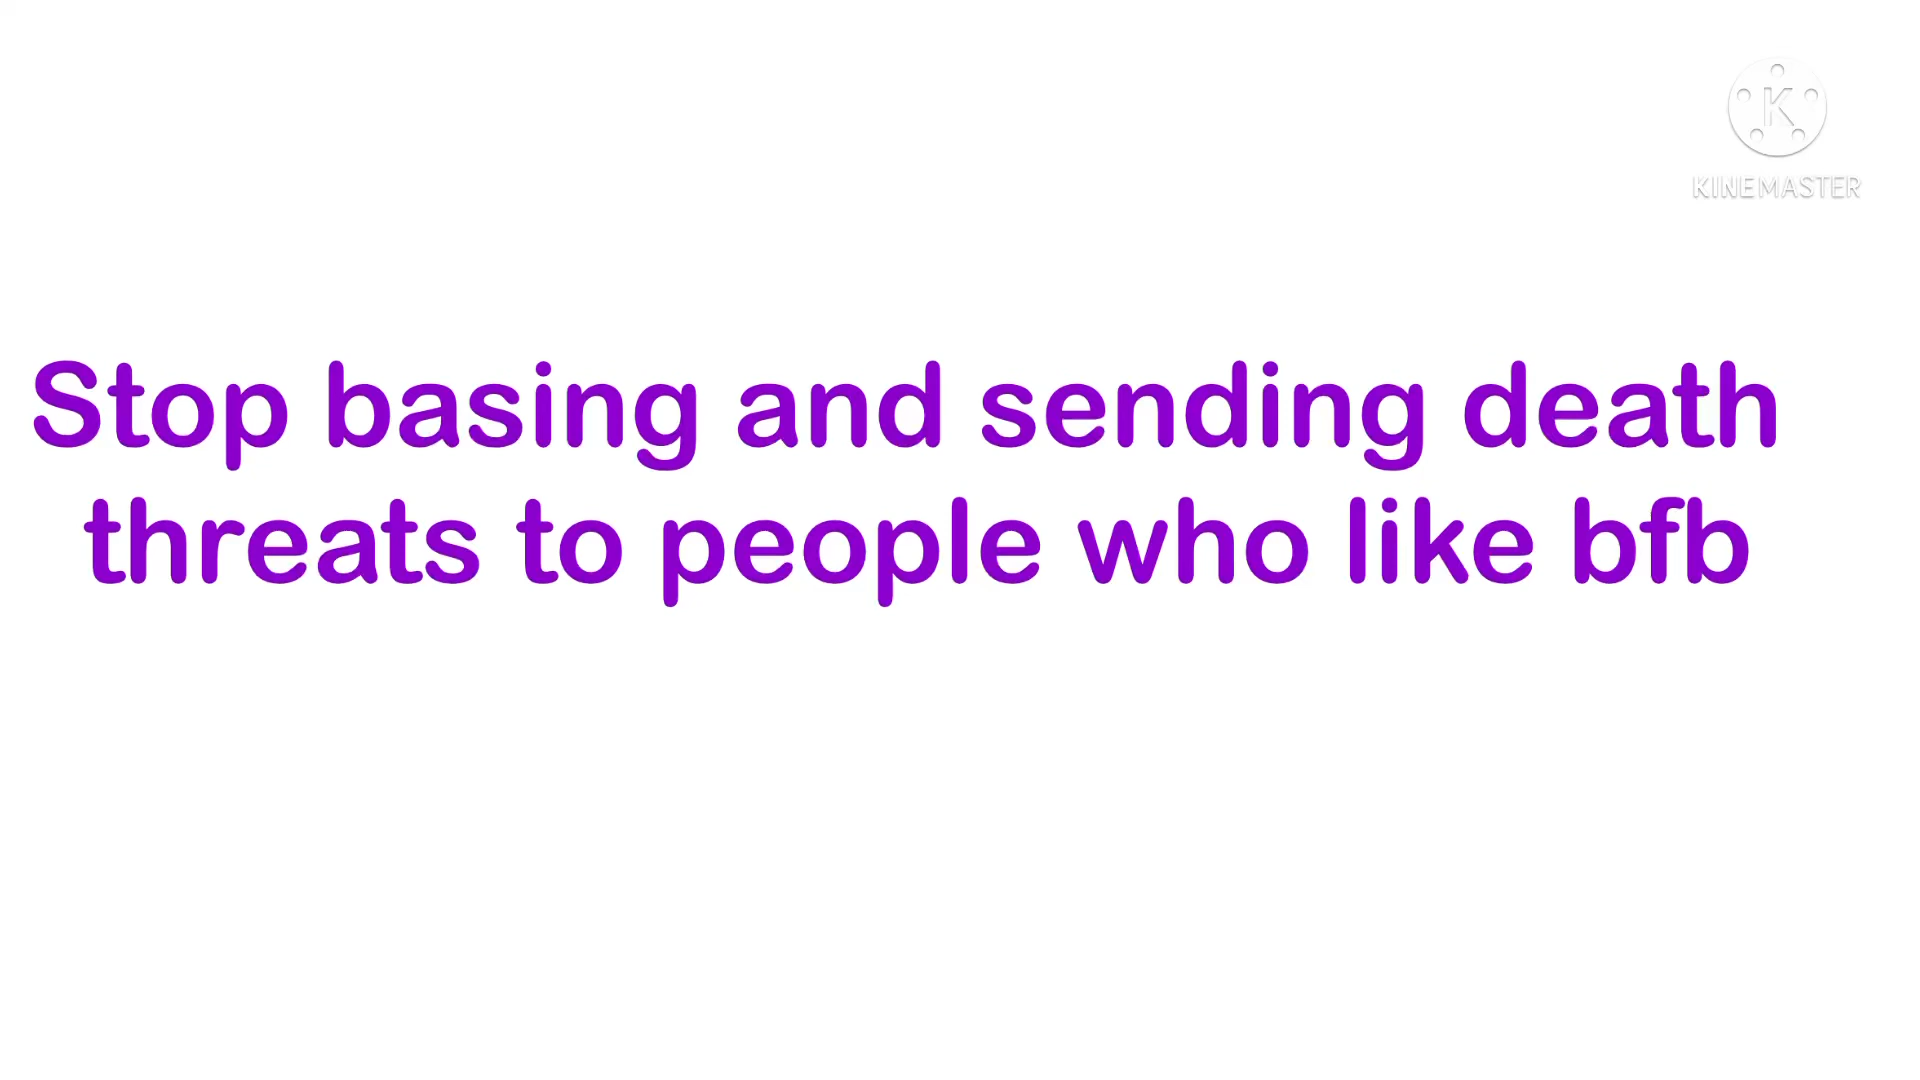 K
KINEMASTER
Stop basing and sending death
threats to people who like bfb